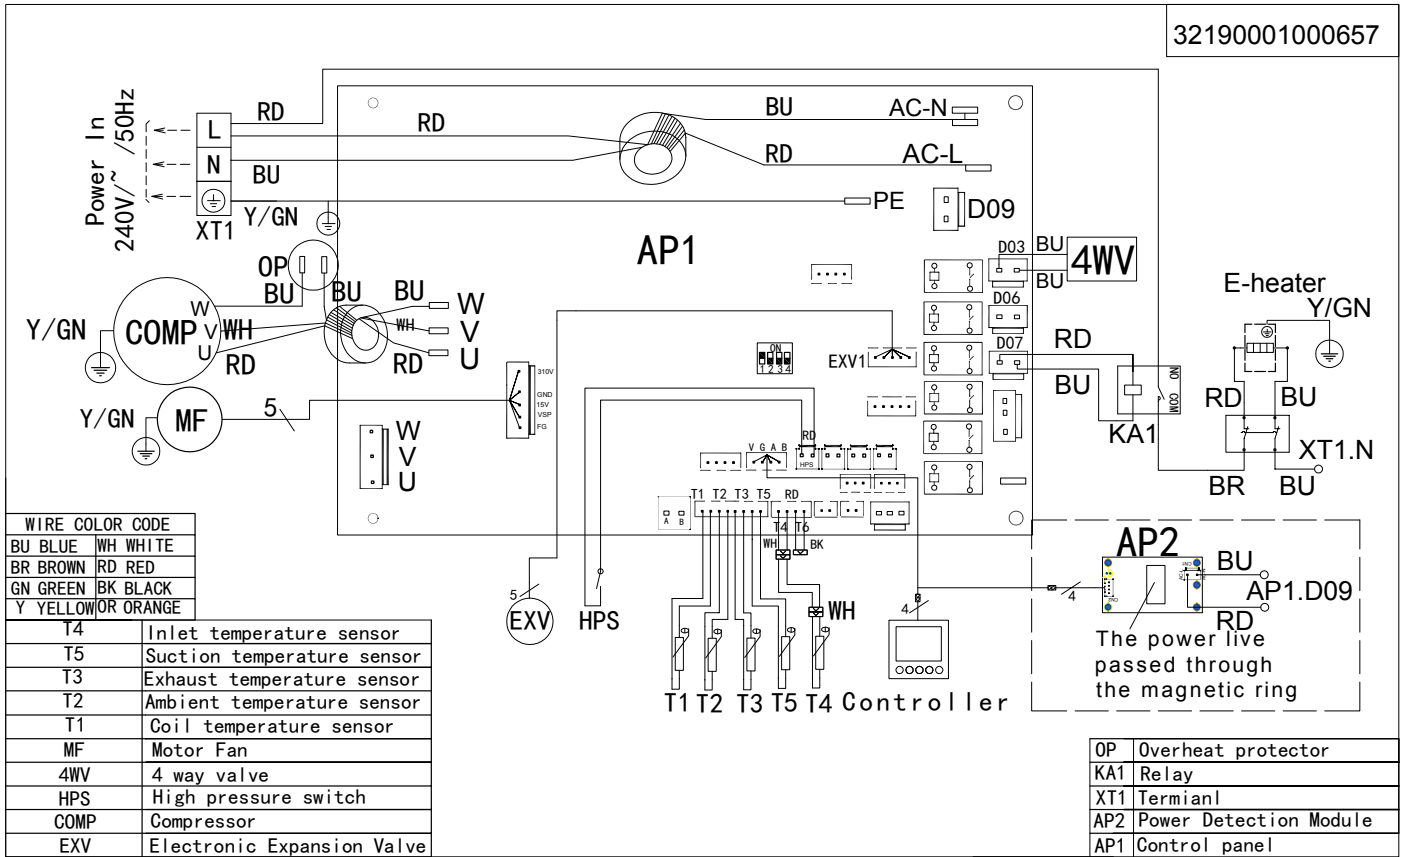 32190001000657
Power In
240V/~ /50Hz
L
N
XT1
RD
RD
BU
Y/GN
BU
AC-N
RD
AC-L
PE
D09
AP1
OP
BU
BU
BU
W
WH
V
RD
U
Y/GN
COMP
W
V
U
WH
RD
Y/GN
MF
5
310V
GND
15V
VSP
FG
W
V
U
ON
1 2 3 4
EXV1
D03
BU
BU
4WV
D06
D07
RD
BU
KA1
NO COM
E-heater
Y/GN
RD
BU
XT1.N
BR
BU
V G A B
RD
HPS
A B
T1 T2 T3 T5 RD
T4 T6
WH
BK
5
EXV
HPS
WH
4
T1 T2 T3 T5 T4 Controller
4
AP2
BU
AP1.D09
RD
The power live
passed through
the magnetic ring
WIRE COLOR CODE
BU BLUE WH WHITE
BR BROWN RD RED
GN GREEN BK BLACK
Y YELLOW OR ORANGE
T4 Inlet temperature sensor
T5 Suction temperature sensor
T3 Exhaust temperature sensor
T2 Ambient temperature sensor
T1 Coil temperature sensor
MF Motor Fan
4WV 4 way valve
HPS High pressure switch
COMP Compressor
EXV Electronic Expansion Valve
OP Overheat protector
KA1 Relay
XT1 Termianl
AP2 Power Detection Module
AP1 Control panel